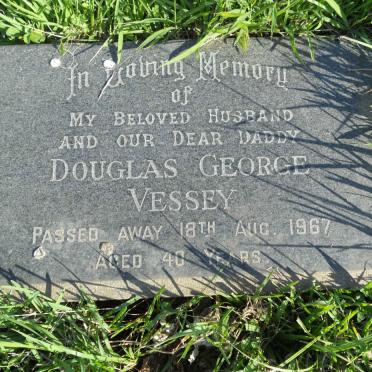 In Loving Memory
of
My Beloved Husband
and our Dear Daddy
Douglas George
Vessey
Passed away 18th Aug. 1967
Aged 40 years.